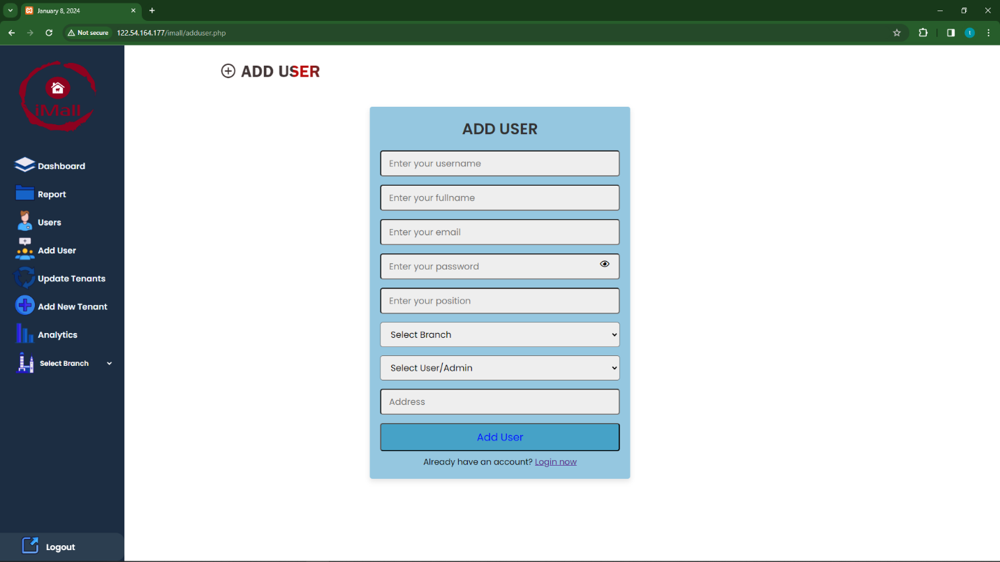 January 8, 2024
Not secure 122.54.164.177/imall/adduser.php
t
IMall
Dashboard
Report
Users
Add User
Update Tenants
Add New Tenant
Analytics
Select Branch
Logout
ADD USER
ADD USER
Enter your username
Enter your fullname
Enter your email
Enter your password
Enter your position
Select Branch
Select User/Admin
Address
Add User
Already have an account? Login now